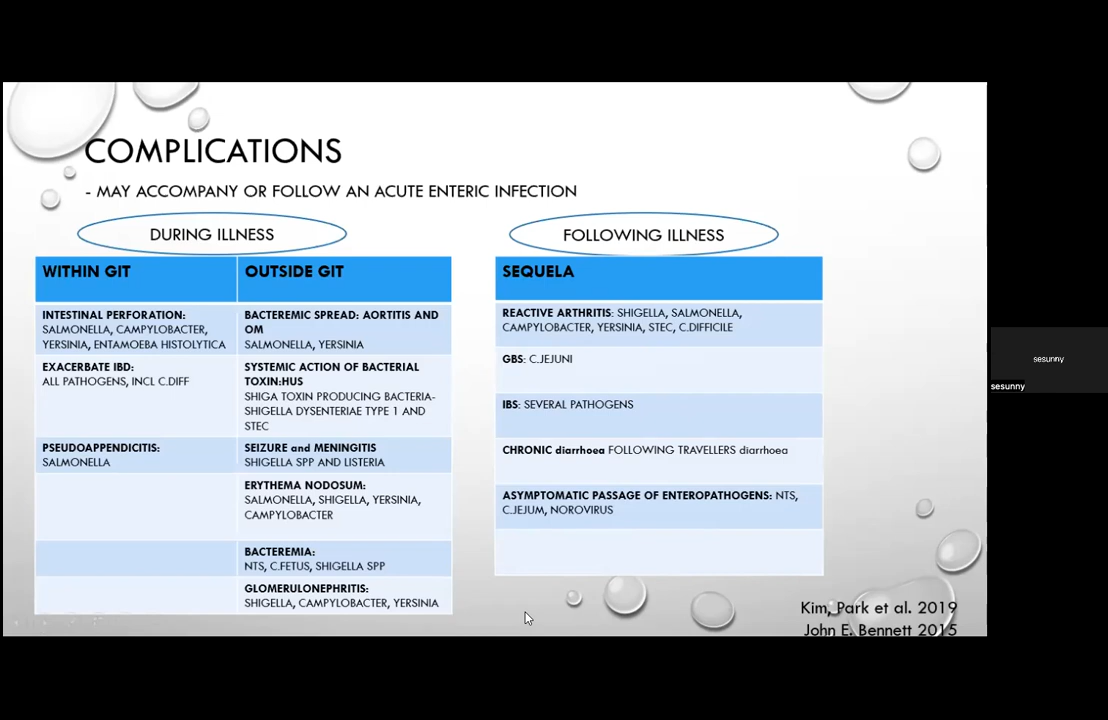 COMPLICATIONS
- MAY ACCOMPANY OR FOLLOW AN ACUTE ENTERIC INFECTION
DURING ILLNESS
WITHIN GIT
OUTSIDE GIT
INTESTINAL PERFORATION:
SALMONELLA, CAMPYLOBACTER,
YERSINIA, ENTAMOEBA HISTOLYTICA
BACTEREMIC SPREAD: AORTITIS AND
OM
SALMONELLA, YERSINIA
EXACERBATE IBD:
ALL PATHOGENS, INCL C.DIFF
SYSTEMIC ACTION OF BACTERIAL
TOXIN:HUS
SHIGA TOXIN PRODUCING BACTERIA-
SHIGELLA DYSENTERIAE TYPE 1 AND
STEC
PSEUDOAPPENDICITIS:
SALMONELLA
SEIZURE and MENINGITIS
SHIGELLA SPP AND LISTERIA
ERYTHEMA NODOSUM:
SALMONELLA, SHIGELLA, YERSINIA,
CAMPYLOBACTER
BACTEREMIA:
NTS, C.FETUS, SHIGELLA SPP
GLOMERULONEPHRITIS:
SHIGELLA, CAMPYLOBACTER, YERSINIA
FOLLOWING ILLNESS
SEQUELA
REACTIVE ARTHRITIS: SHIGELLA, SALMONELLA,
CAMPYLOBACTER, YERSINIA, STEC, C.DIFFICILE
GBS: C.JEJUNI
IBS: SEVERAL PATHOGENS
CHRONIC diarrhoea FOLLOWING TRAVELLERS diarrhoea
ASYMPTOMATIC PASSAGE OF ENTEROPATHOGENS: NTS,
C.JEJUM, NOROVIRUS
Kim, Park et al. 2019
John E. Bennett 2015
sesunny
sesunny